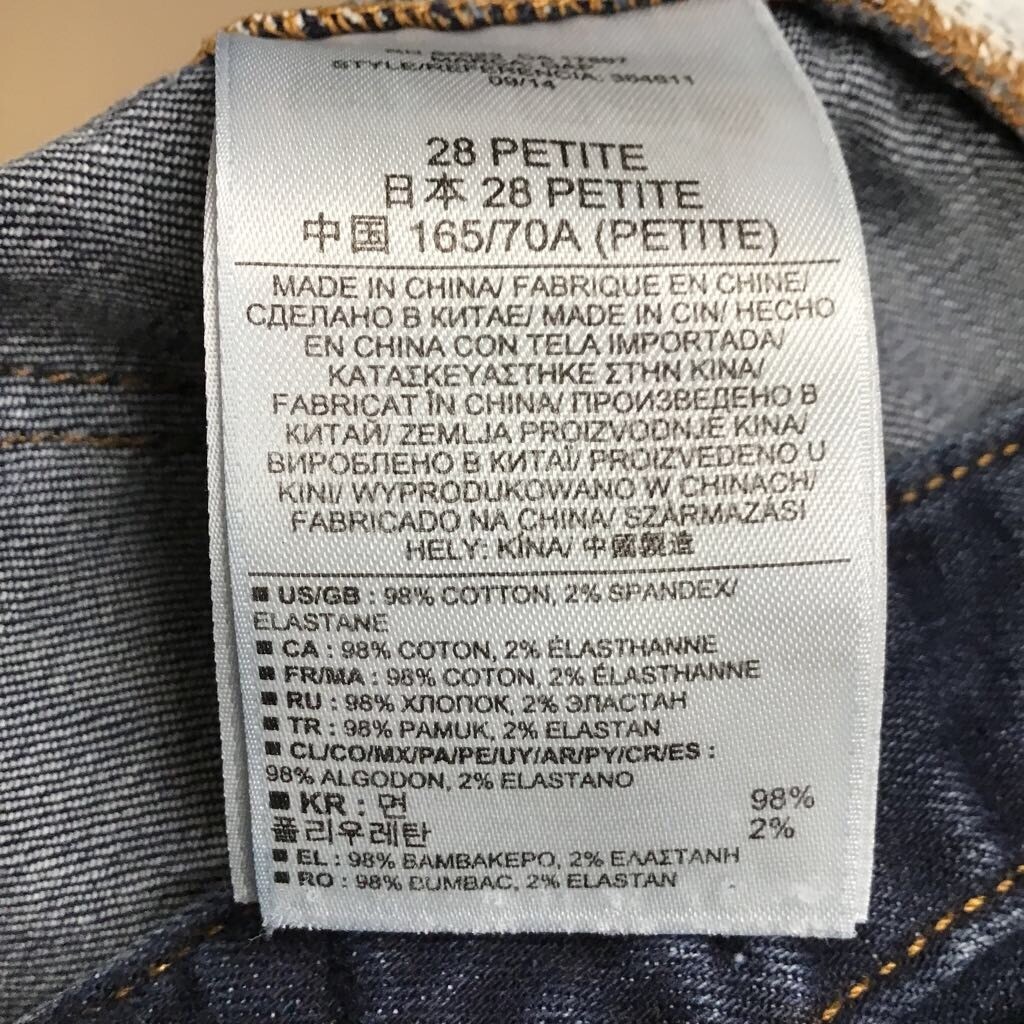 STYLE/REFERENCIA: 364611
09/14
28 PETITE
日本 28 PETITE
中国 165/70A (PETITE)
MADE IN CHINA/ FABRIQUE EN CHINE/
СДЕЛАНО В КИТАЕ/ MADE IN CIN/ HECHO
EN CHINA CON TELA IMPORTADA/
ΚΑΤΑΣΚΕΥΑΣΤΗΚΕ ΣΤΗΝ ΚΙΝΑ/
FABRICAT ÎN CHINA/ ПРОИЗВЕДЕНО В
КИТАЙ/ ZEMLJA PROIZVODNJE KINA/
ВИРОБЛЕНО В КИТАЇ/ PROIZVEDENO U
KINI/ WYPRODUKOWANO W CHINACH/
FABRICADO NA CHINA/ SZÁRMAZÁSI
HELY: KÍNA/ 中國製造
■ US/GB : 98% COTTON, 2% SPANDEX/
ELASTANE
■ CA : 98% COTON, 2% ÉLASTHANNE
■ FR/MA : 98% COTON, 2% ÉLASTHANNE
■ RU : 98% ХЛОПОК, 2% ЭЛАСТАН
■ TR : 98% PAMUK, 2% ELASTAN
■ CL/CO/MX/PA/PE/UY/AR/PY/CR/ES :
98% ALGODON, 2% ELASTANO
■ KR : 면 98%
폴리우레탄 2%
■ EL : 98% ΒΑΜΒΑΚΕΡΟ, 2% ΕΛΑΣΤΑΝΗ
■ RO : 98% BUMBAC, 2% ELASTAN